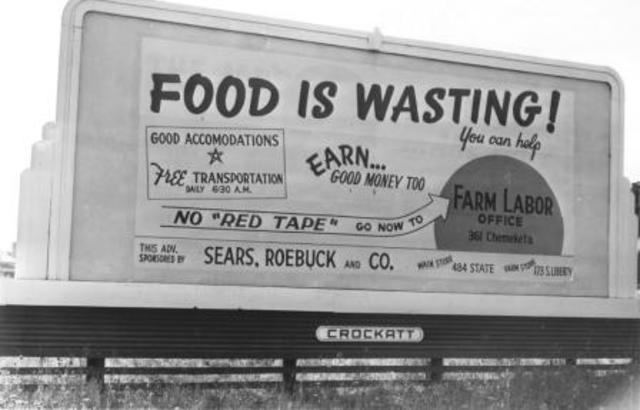 FOOD IS WASTING!
You can help
GOOD ACCOMODATIONS
FREE TRANSPORTATION
DAILY 6:30 A.M.
EARN...
GOOD MONEY TOO
NO "RED TAPE" GO NOW TO
FARM LABOR
OFFICE
361 Chemeketa
THIS ADV.
SPONSORED BY
SEARS, ROEBUCK AND CO.
MAIN STORE 484 STATE FARM STORE 173 S. LIBERTY
CROCKATT